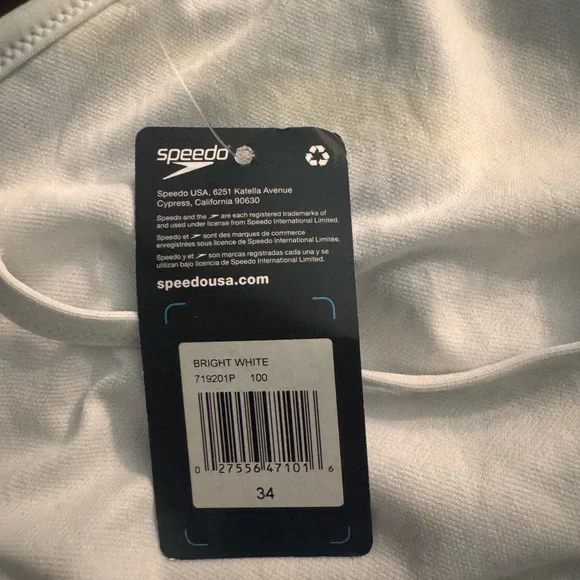 speedo
Speedo USA, 6251 Katella Avenue
Cypress, California 90630
Speedo and the are each registered trademarks of
and used under license from Speedo International Limited.
Speedo et sont des marques de commerce
enregistrées sous licence de Speedo International Limitée.
Speedo y et son marcas registradas cada una y se
utilizan bajo licencia de Speedo International Limited.
speedousa.com
BRIGHT WHITE
719201P 100
0 27556 47101 6
34